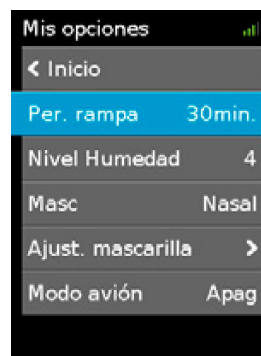 Mis opciones
< Inicio
Per. rampa 30min.
Nivel Humedad 4
Masc Nasal
Ajust. mascarilla >
Modo avión Apag